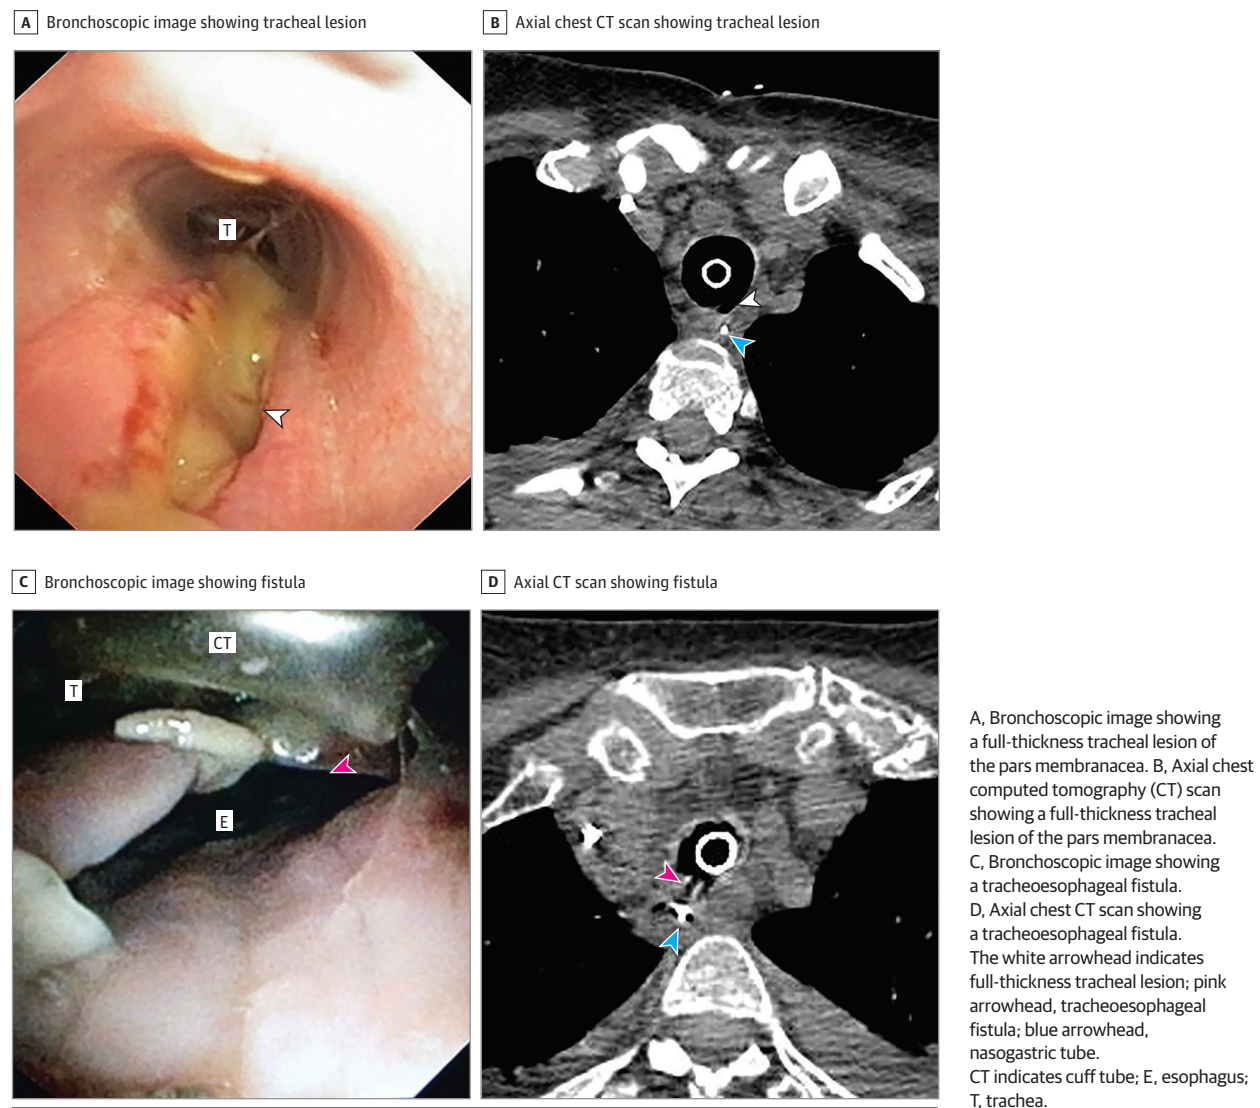 A Bronchoscopic image showing tracheal lesion
B Axial chest CT scan showing tracheal lesion
T
C Bronchoscopic image showing fistula
D Axial CT scan showing fistula
CT
T
E
A, Bronchoscopic image showing
a full-thickness tracheal lesion of
the pars membranacea. B, Axial chest
computed tomography (CT) scan
showing a full-thickness tracheal
lesion of the pars membranacea.
C, Bronchoscopic image showing
a tracheoesophageal fistula.
D, Axial chest CT scan showing
a tracheoesophageal fistula.
The white arrowhead indicates
full-thickness tracheal lesion; pink
arrowhead, tracheoesophageal
fistula; blue arrowhead,
nasogastric tube.
CT indicates cuff tube; E, esophagus;
T, trachea.